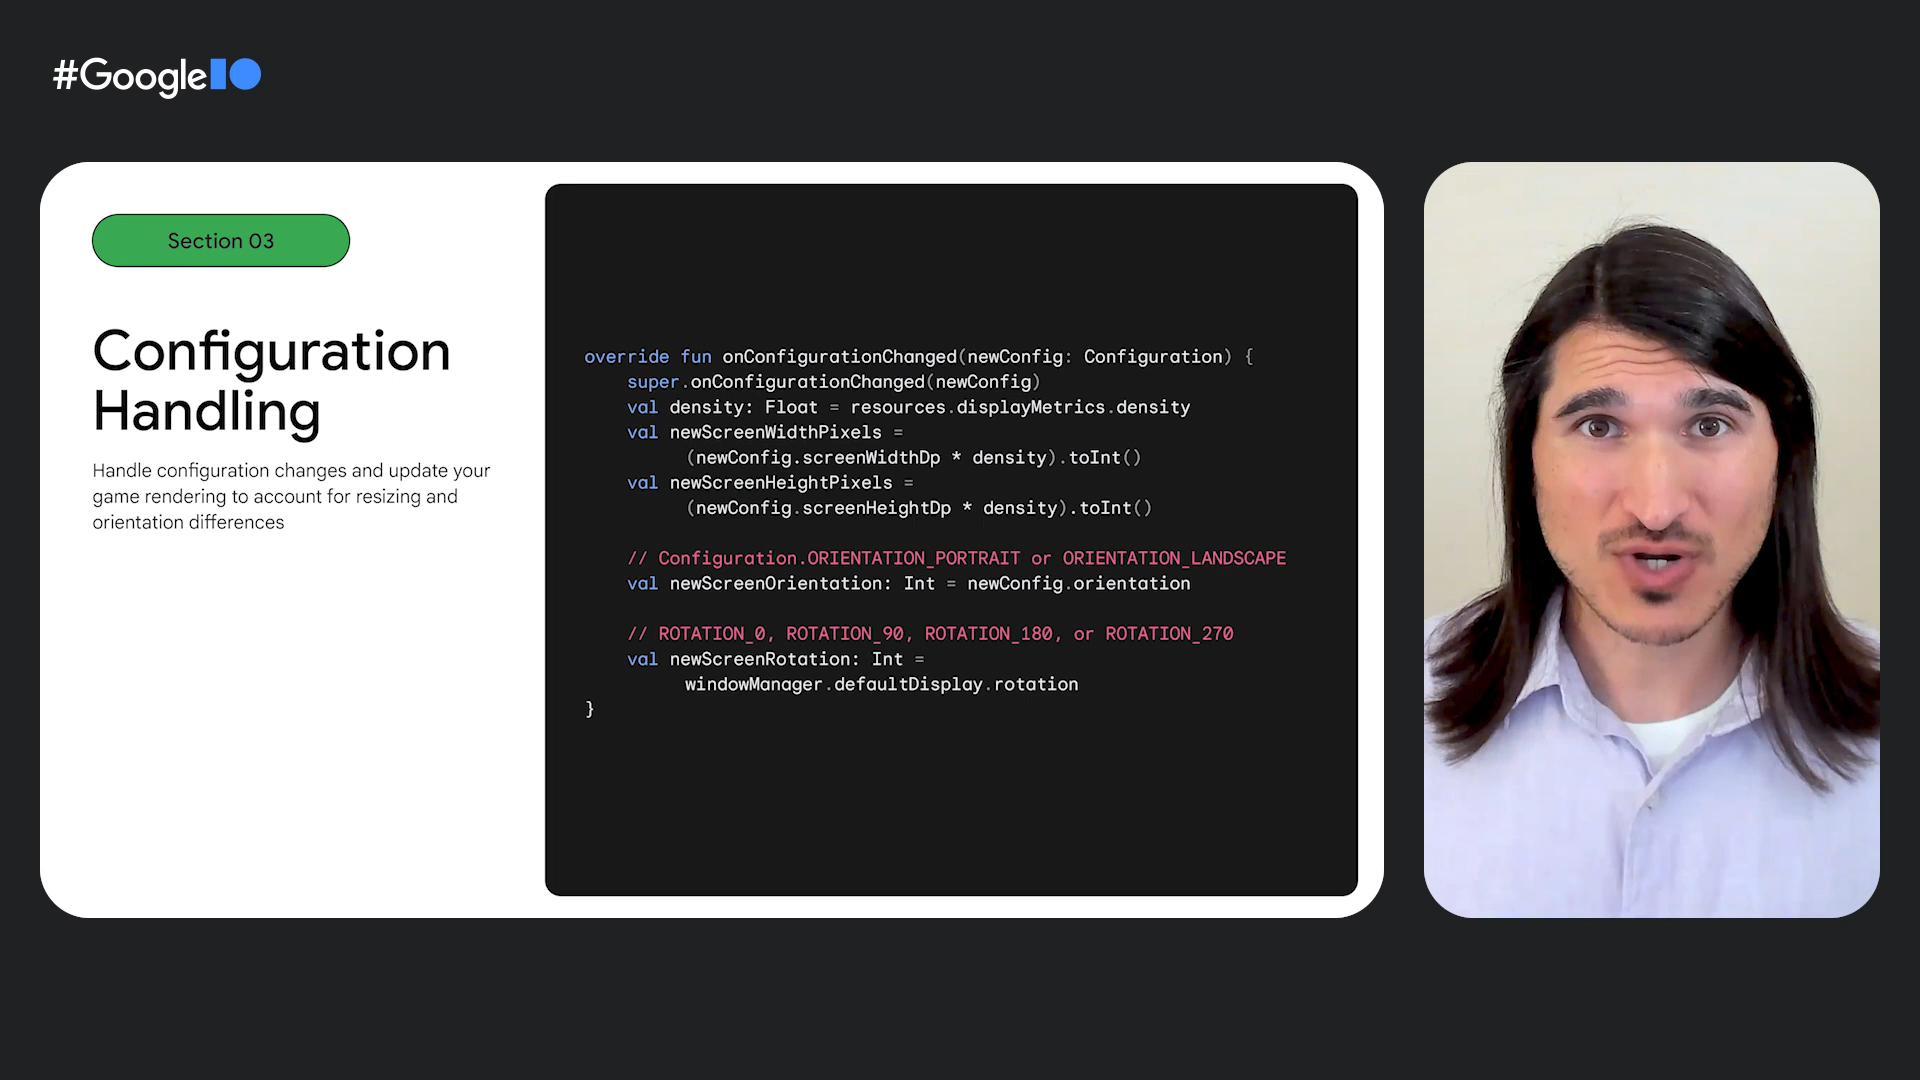 #GoogleIO
Section 03
Configuration
Handling
Handle configuration changes and update your
game rendering to account for resizing and
orientation differences
override fun onConfigurationChanged(newConfig: Configuration) {
    super.onConfigurationChanged(newConfig)
    val density: Float = resources.displayMetrics.density
    val newScreenWidthPixels =
        (newConfig.screenWidthDp * density).toInt()
    val newScreenHeightPixels =
        (newConfig.screenHeightDp * density).toInt()
    // Configuration.ORIENTATION_PORTRAIT or ORIENTATION_LANDSCAPE
    val newScreenOrientation: Int = newConfig.orientation
    // ROTATION_0, ROTATION_90, ROTATION_180, or ROTATION_270
    val newScreenRotation: Int =
        windowManager.defaultDisplay.rotation
}